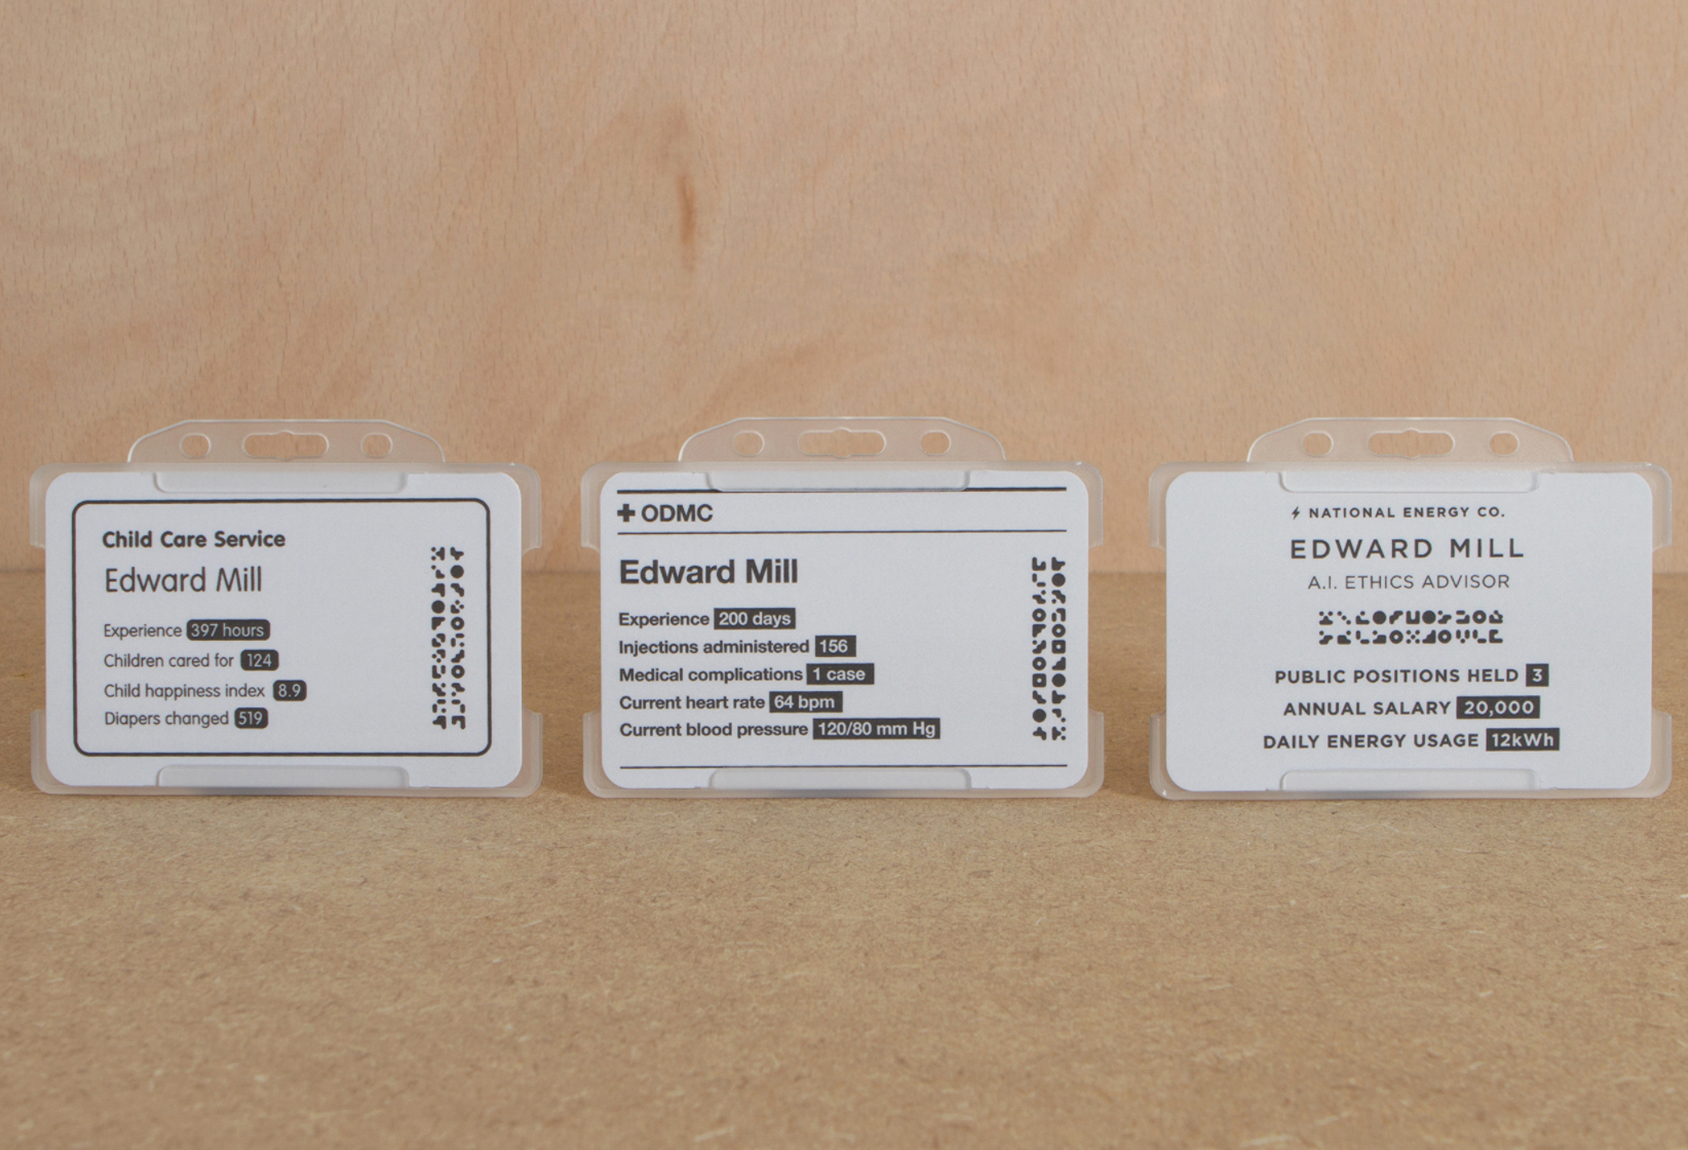 Child Care Service
Edward Mill
Experience 397 hours
Children cared for 124
Child happiness index 8.9
Diapers changed 519
ODMC
Edward Mill
Experience 200 days
Injections administered 156
Medical complications 1 case
Current heart rate 64 bpm
Current blood pressure 120/80 mm Hg
NATIONAL ENERGY CO.
EDWARD MILL
A.I. ETHICS ADVISOR
PUBLIC POSITIONS HELD 3
ANNUAL SALARY 20,000
DAILY ENERGY USAGE 12kWh